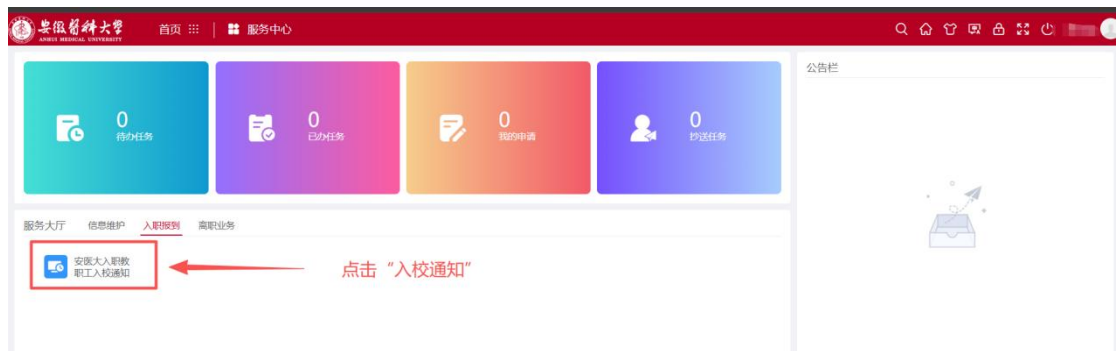 安徽医科大学
ANHUI MEDICAL UNIVERSITY
首页
服务中心
0
待办任务
0
已办任务
0
我的申请
0
抄送任务
公告栏
服务大厅 信息维护 入职报到 离职业务
安医大入职教
职工入校通知
点击“入校通知”